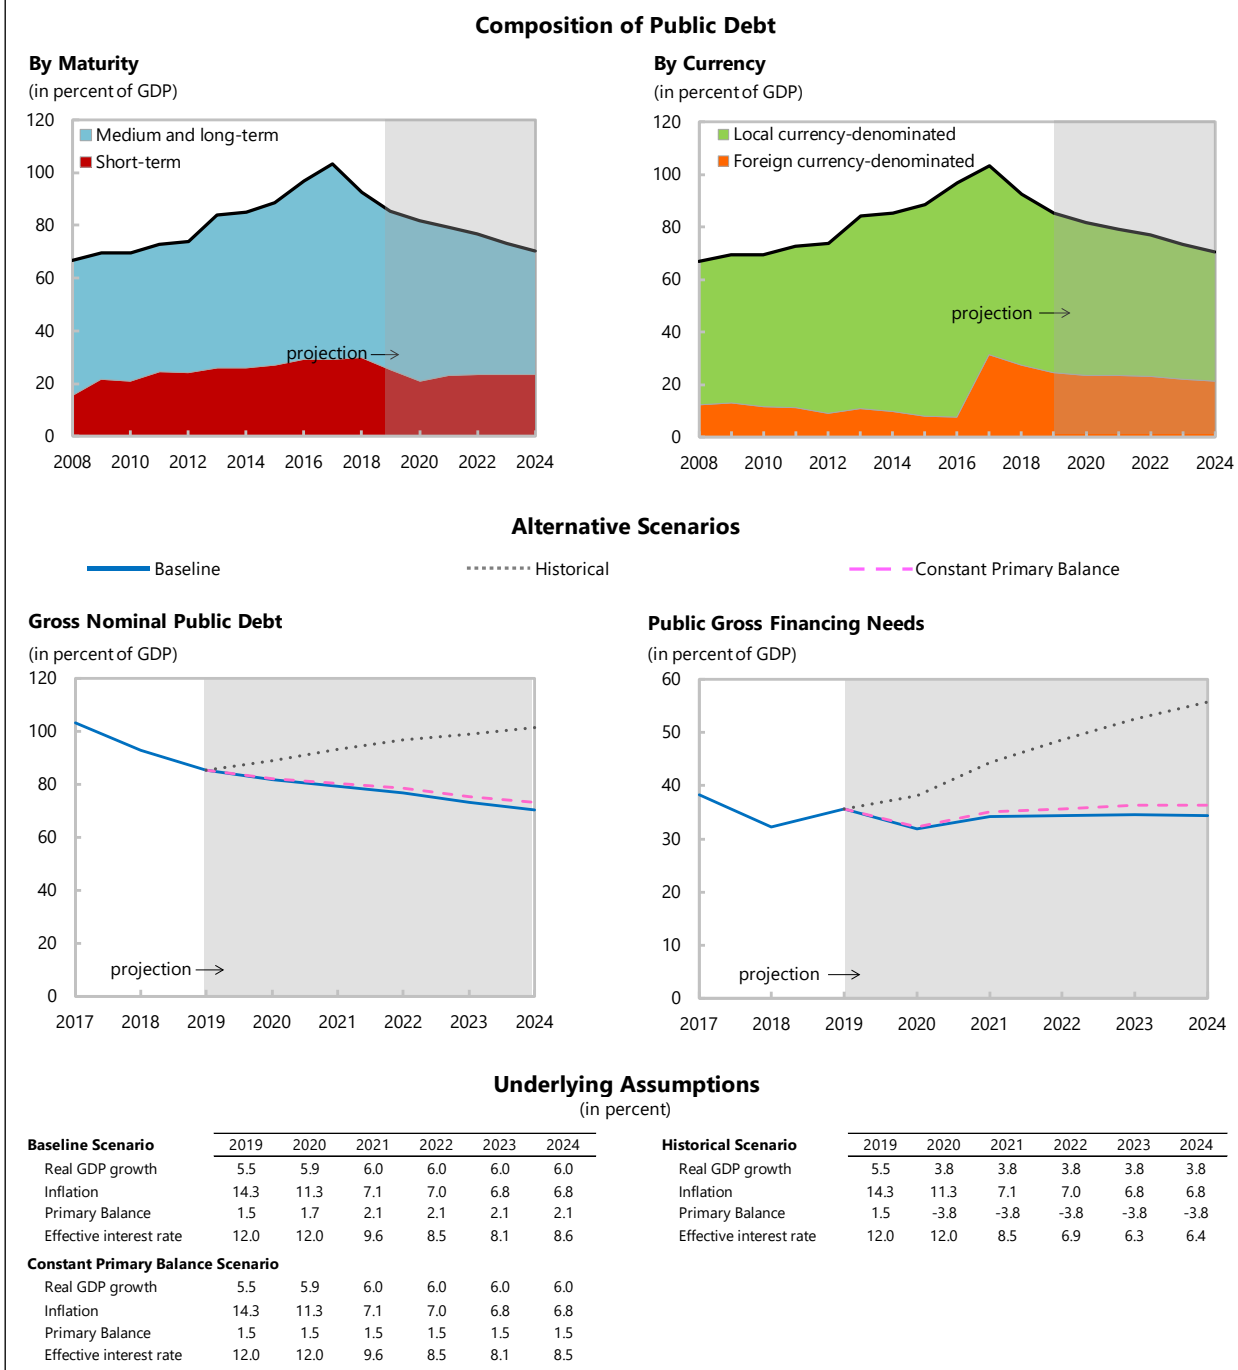 Composition of Public Debt
By Maturity
(in percent of GDP)
120
100
80
60
40
20
0
Medium and long-term
Short-term
projection
2008 2010 2012 2014 2016 2018 2020 2022 2024
By Currency
(in percent of GDP)
120
100
80
60
40
20
0
Local currency-denominated
Foreign currency-denominated
projection
2008 2010 2012 2014 2016 2018 2020 2022 2024
Alternative Scenarios
Baseline
Historical
Constant Primary Balance
Gross Nominal Public Debt
(in percent of GDP)
120
100
80
60
40
20
0
projection
2017 2018 2019 2020 2021 2022 2023 2024
Public Gross Financing Needs
(in percent of GDP)
60
50
40
30
20
10
0
projection
2017 2018 2019 2020 2021 2022 2023 2024
Underlying Assumptions
(in percent)
Baseline Scenario 2019 2020 2021 2022 2023 2024
Real GDP growth 5.5 5.9 6.0 6.0 6.0 6.0
Inflation 14.3 11.3 7.1 7.0 6.8 6.8
Primary Balance 1.5 1.7 2.1 2.1 2.1 2.1
Effective interest rate 12.0 12.0 9.6 8.5 8.1 8.6
Constant Primary Balance Scenario
Real GDP growth 5.5 5.9 6.0 6.0 6.0 6.0
Inflation 14.3 11.3 7.1 7.0 6.8 6.8
Primary Balance 1.5 1.5 1.5 1.5 1.5 1.5
Effective interest rate 12.0 12.0 9.6 8.5 8.1 8.5
Historical Scenario 2019 2020 2021 2022 2023 2024
Real GDP growth 5.5 3.8 3.8 3.8 3.8 3.8
Inflation 14.3 11.3 7.1 7.0 6.8 6.8
Primary Balance 1.5 -3.8 -3.8 -3.8 -3.8 -3.8
Effective interest rate 12.0 12.0 8.5 6.9 6.3 6.4